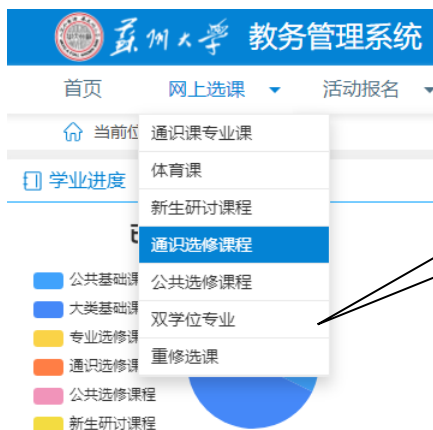 蘇州大学 教务管理系统
首页 网上选课 活动报名
当前位
通识课专业课
学业进度
体育课
新生研讨课程
通识选修课程
公共基础课
公共选修课程
大类基础课
双学位专业
专业选修课
重修选课
通识选修课
公共选修课程
新生研讨课程